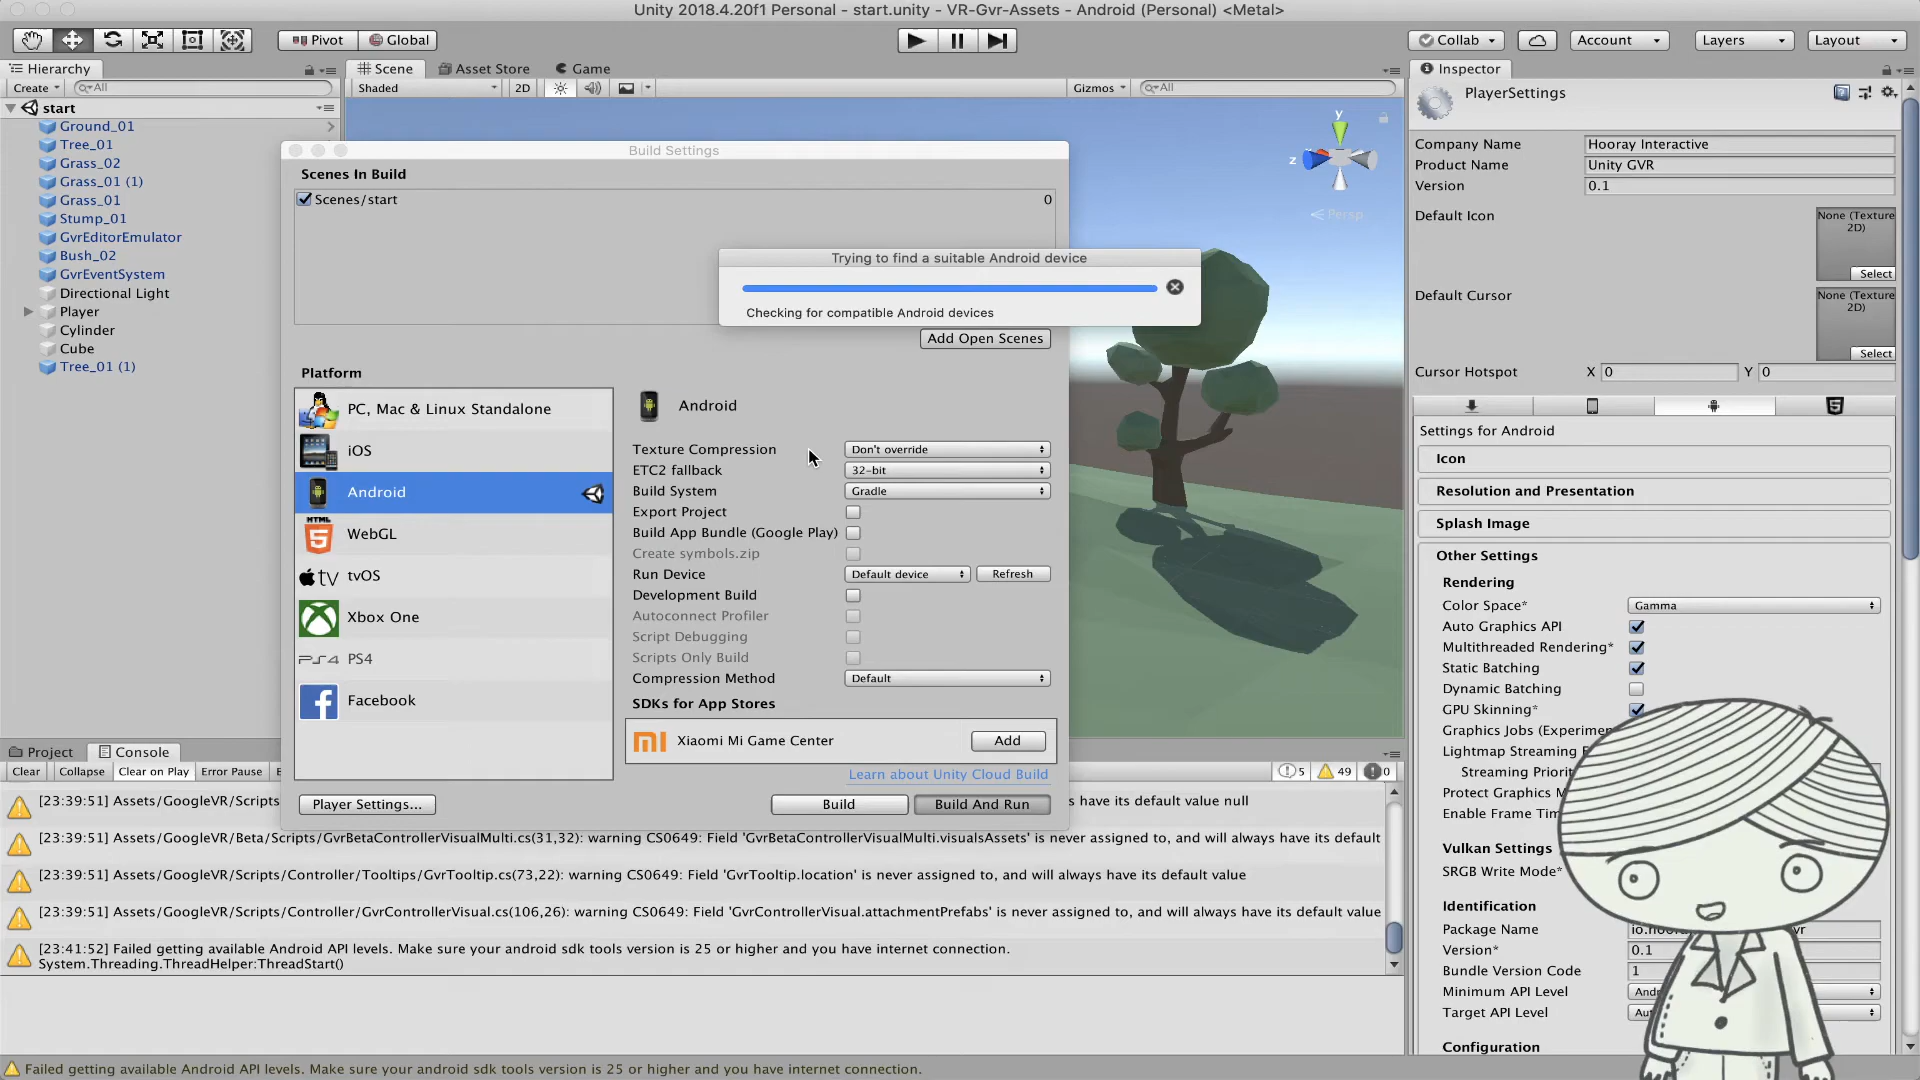 Unity 2018.4.20f1 Personal - start.unity - VR-Gvr-Assets - Android (Personal) <Metal>
Pivot
Global
Collab
Account
Layers
Layout
Hierarchy
Create
All
start
Ground_01
Tree_01
Grass_02
Grass_01 (1)
Grass_01
Stump_01
GvrEditorEmulator
Bush_02
GvrEventSystem
Directional Light
Player
Cylinder
Cube
Tree_01 (1)
Scene
Asset Store
Game
Shaded
2D
Gizmos
All
y
z
Persp
Build Settings
Scenes In Build
Scenes/start
0
Trying to find a suitable Android device
Checking for compatible Android devices
Add Open Scenes
Platform
PC, Mac & Linux Standalone
iOS
Android
HTML
5
WebGL
tv
tvOS
Xbox One
PS4
PS4
Facebook
Android
Texture Compression
Don't override
ETC2 fallback
32-bit
Build System
Gradle
Export Project
Build App Bundle (Google Play)
Create symbols.zip
Run Device
Default device
Refresh
Development Build
Autoconnect Profiler
Script Debugging
Scripts Only Build
Compression Method
Default
SDKs for App Stores
Xiaomi Mi Game Center
Add
Learn about Unity Cloud Build
Player Settings...
Build
Build And Run
Project
Console
Clear
Collapse
Clear on Play
Error Pause
5
49
0
[23:39:51] Assets/GoogleVR/Scripts
s have its default value null
[23:39:51] Assets/GoogleVR/Beta/Scripts/GvrBetaControllerVisualMulti.cs(31,32): warning CS0649: Field 'GvrBetaControllerVisualMulti.visualsAssets' is never assigned to, and will always have its default
[23:39:51] Assets/GoogleVR/Scripts/Controller/Tooltips/GvrTooltip.cs(73,22): warning CS0649: Field 'GvrTooltip.location' is never assigned to, and will always have its default value
[23:39:51] Assets/GoogleVR/Scripts/Controller/GvrControllerVisual.cs(106,26): warning CS0649: Field 'GvrControllerVisual.attachmentPrefabs' is never assigned to, and will always have its default value
[23:41:52] Failed getting available Android API levels. Make sure your android sdk tools version is 25 or higher and you have internet connection.
System.Threading.ThreadHelper:ThreadStart()
Failed getting available Android API levels. Make sure your android sdk tools version is 25 or higher and you have internet connection.
Inspector
PlayerSettings
Company Name
Hooray Interactive
Product Name
Unity GVR
Version
0.1
Default Icon
None (Texture 2D)
Select
Default Cursor
None (Texture 2D)
Select
Cursor Hotspot
X 0
Y 0
Settings for Android
Icon
Resolution and Presentation
Splash Image
Other Settings
Rendering
Color Space*
Gamma
Auto Graphics API
Multithreaded Rendering*
Static Batching
Dynamic Batching
GPU Skinning*
Graphics Jobs (Experimen
Lightmap Streaming
Streaming Priorit
Protect Graphics M
Enable Frame Tim
Vulkan Settings
SRGB Write Mode*
Identification
Package Name
Version*
0.1
Bundle Version Code
1
Minimum API Level
Target API Level
Configuration